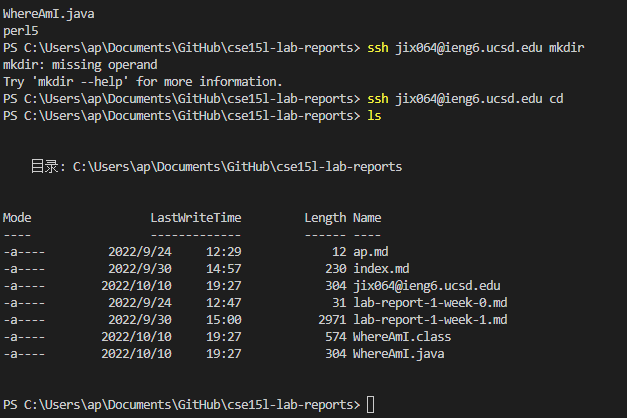 WhereAmI.java
perl5
PS C:\Users\ap\Documents\GitHub\cse15l-lab-reports> ssh jix064@ieng6.ucsd.edu mkdir
mkdir: missing operand
Try 'mkdir --help' for more information.
PS C:\Users\ap\Documents\GitHub\cse15l-lab-reports> ssh jix064@ieng6.ucsd.edu cd
PS C:\Users\ap\Documents\GitHub\cse15l-lab-reports> ls
目录: C:\Users\ap\Documents\GitHub\cse15l-lab-reports
Mode LastWriteTime Length Name
---- ------------- ------ ----
-a---- 2022/9/24 12:29 12 ap.md
-a---- 2022/9/30 14:57 230 index.md
-a---- 2022/10/10 19:27 304 jix064@ieng6.ucsd.edu
-a---- 2022/9/24 12:47 31 lab-report-1-week-0.md
-a---- 2022/9/30 15:00 2971 lab-report-1-week-1.md
-a---- 2022/10/10 19:27 574 WhereAmI.class
-a---- 2022/10/10 19:27 304 WhereAmI.java
PS C:\Users\ap\Documents\GitHub\cse15l-lab-reports>